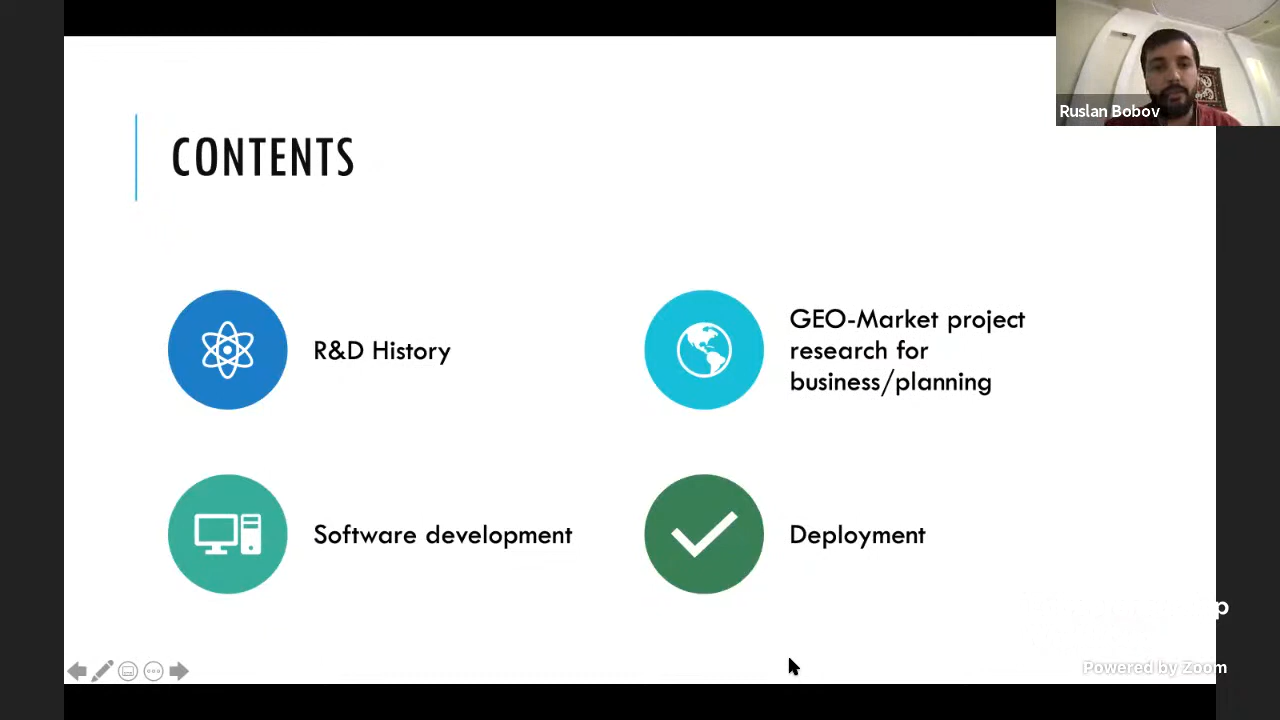 Ruslan Bobov
CONTENTS
R&D History
GEO-Market project
research for
business/planning
Software development
Deployment
Powered by Zoom